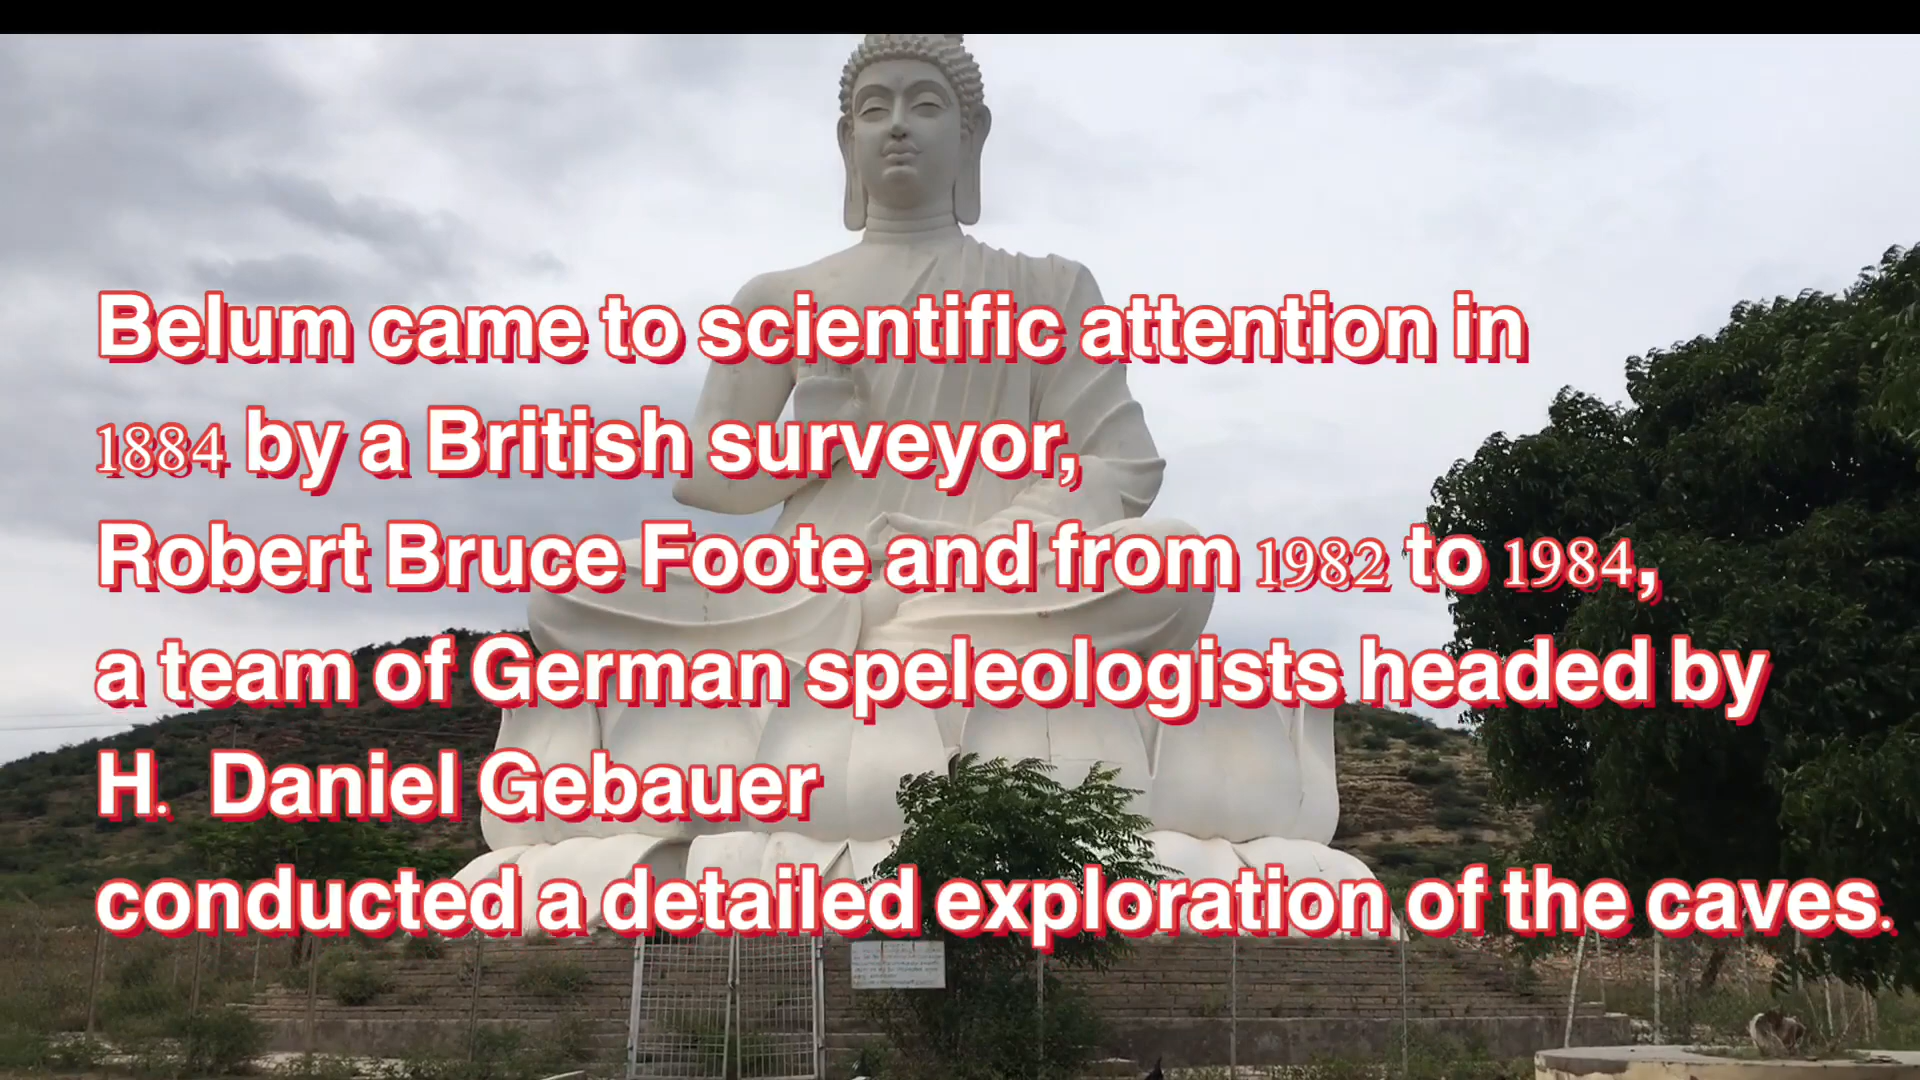 Belum came to scientific attention in
1884 by a British surveyor,
Robert Bruce Foote and from 1982 to 1984,
a team of German speleologists headed by
H. Daniel Gebauer
conducted a detailed exploration of the caves.